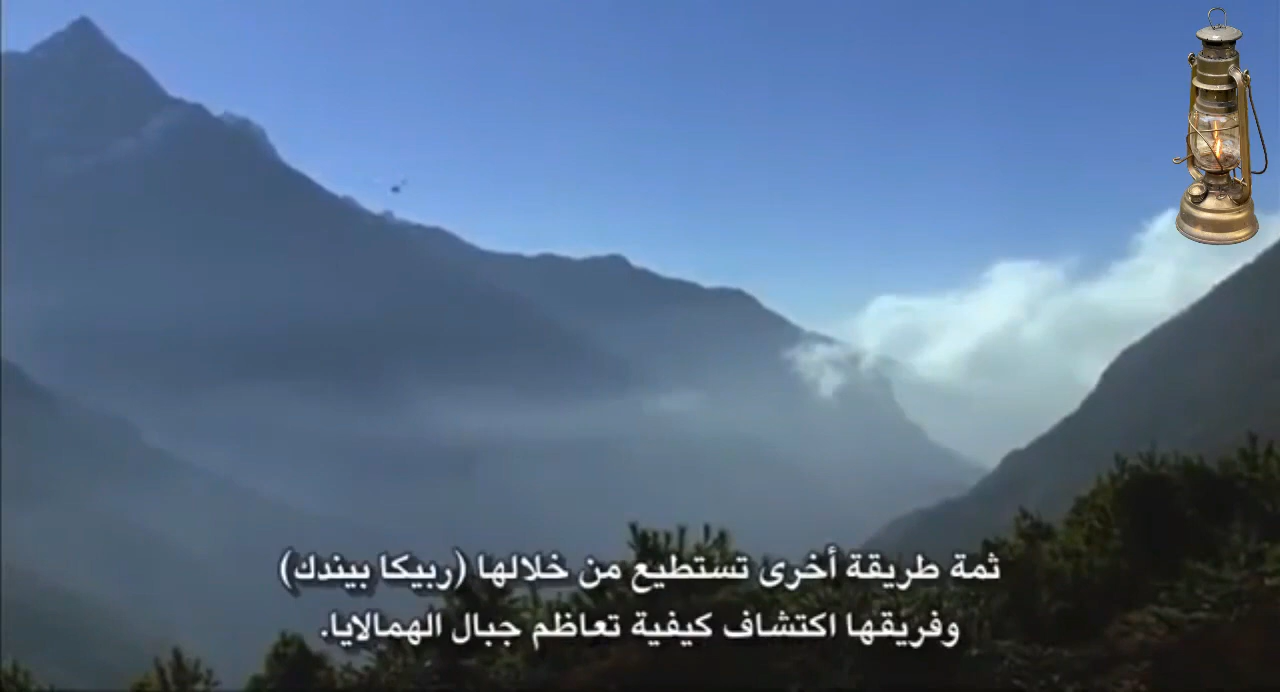 ثمة طريقة أخرى تستطيع من خلالها (ربيكا بيندك)
وفريقها اكتشاف كيفية تعاظم جبال الهمالايا.